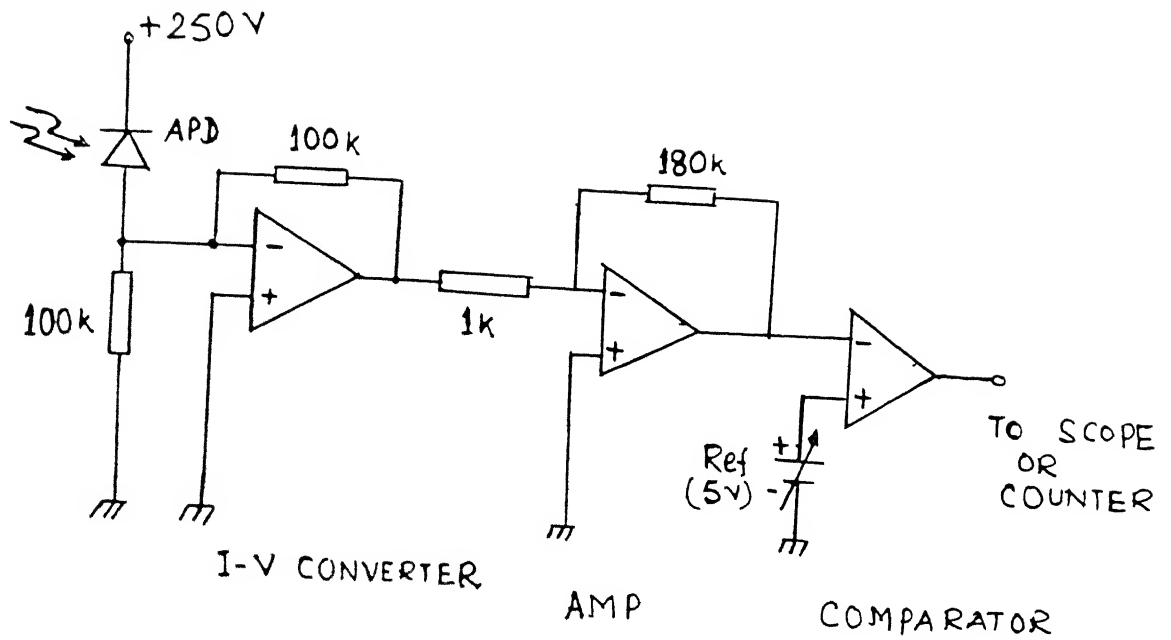 +250V
APD
100k
180k
-
+
100k
1k
-
+
-
+
Ref
(5v)
+
-
TO SCOPE
OR
COUNTER
I-V CONVERTER
AMP
COMPARATOR